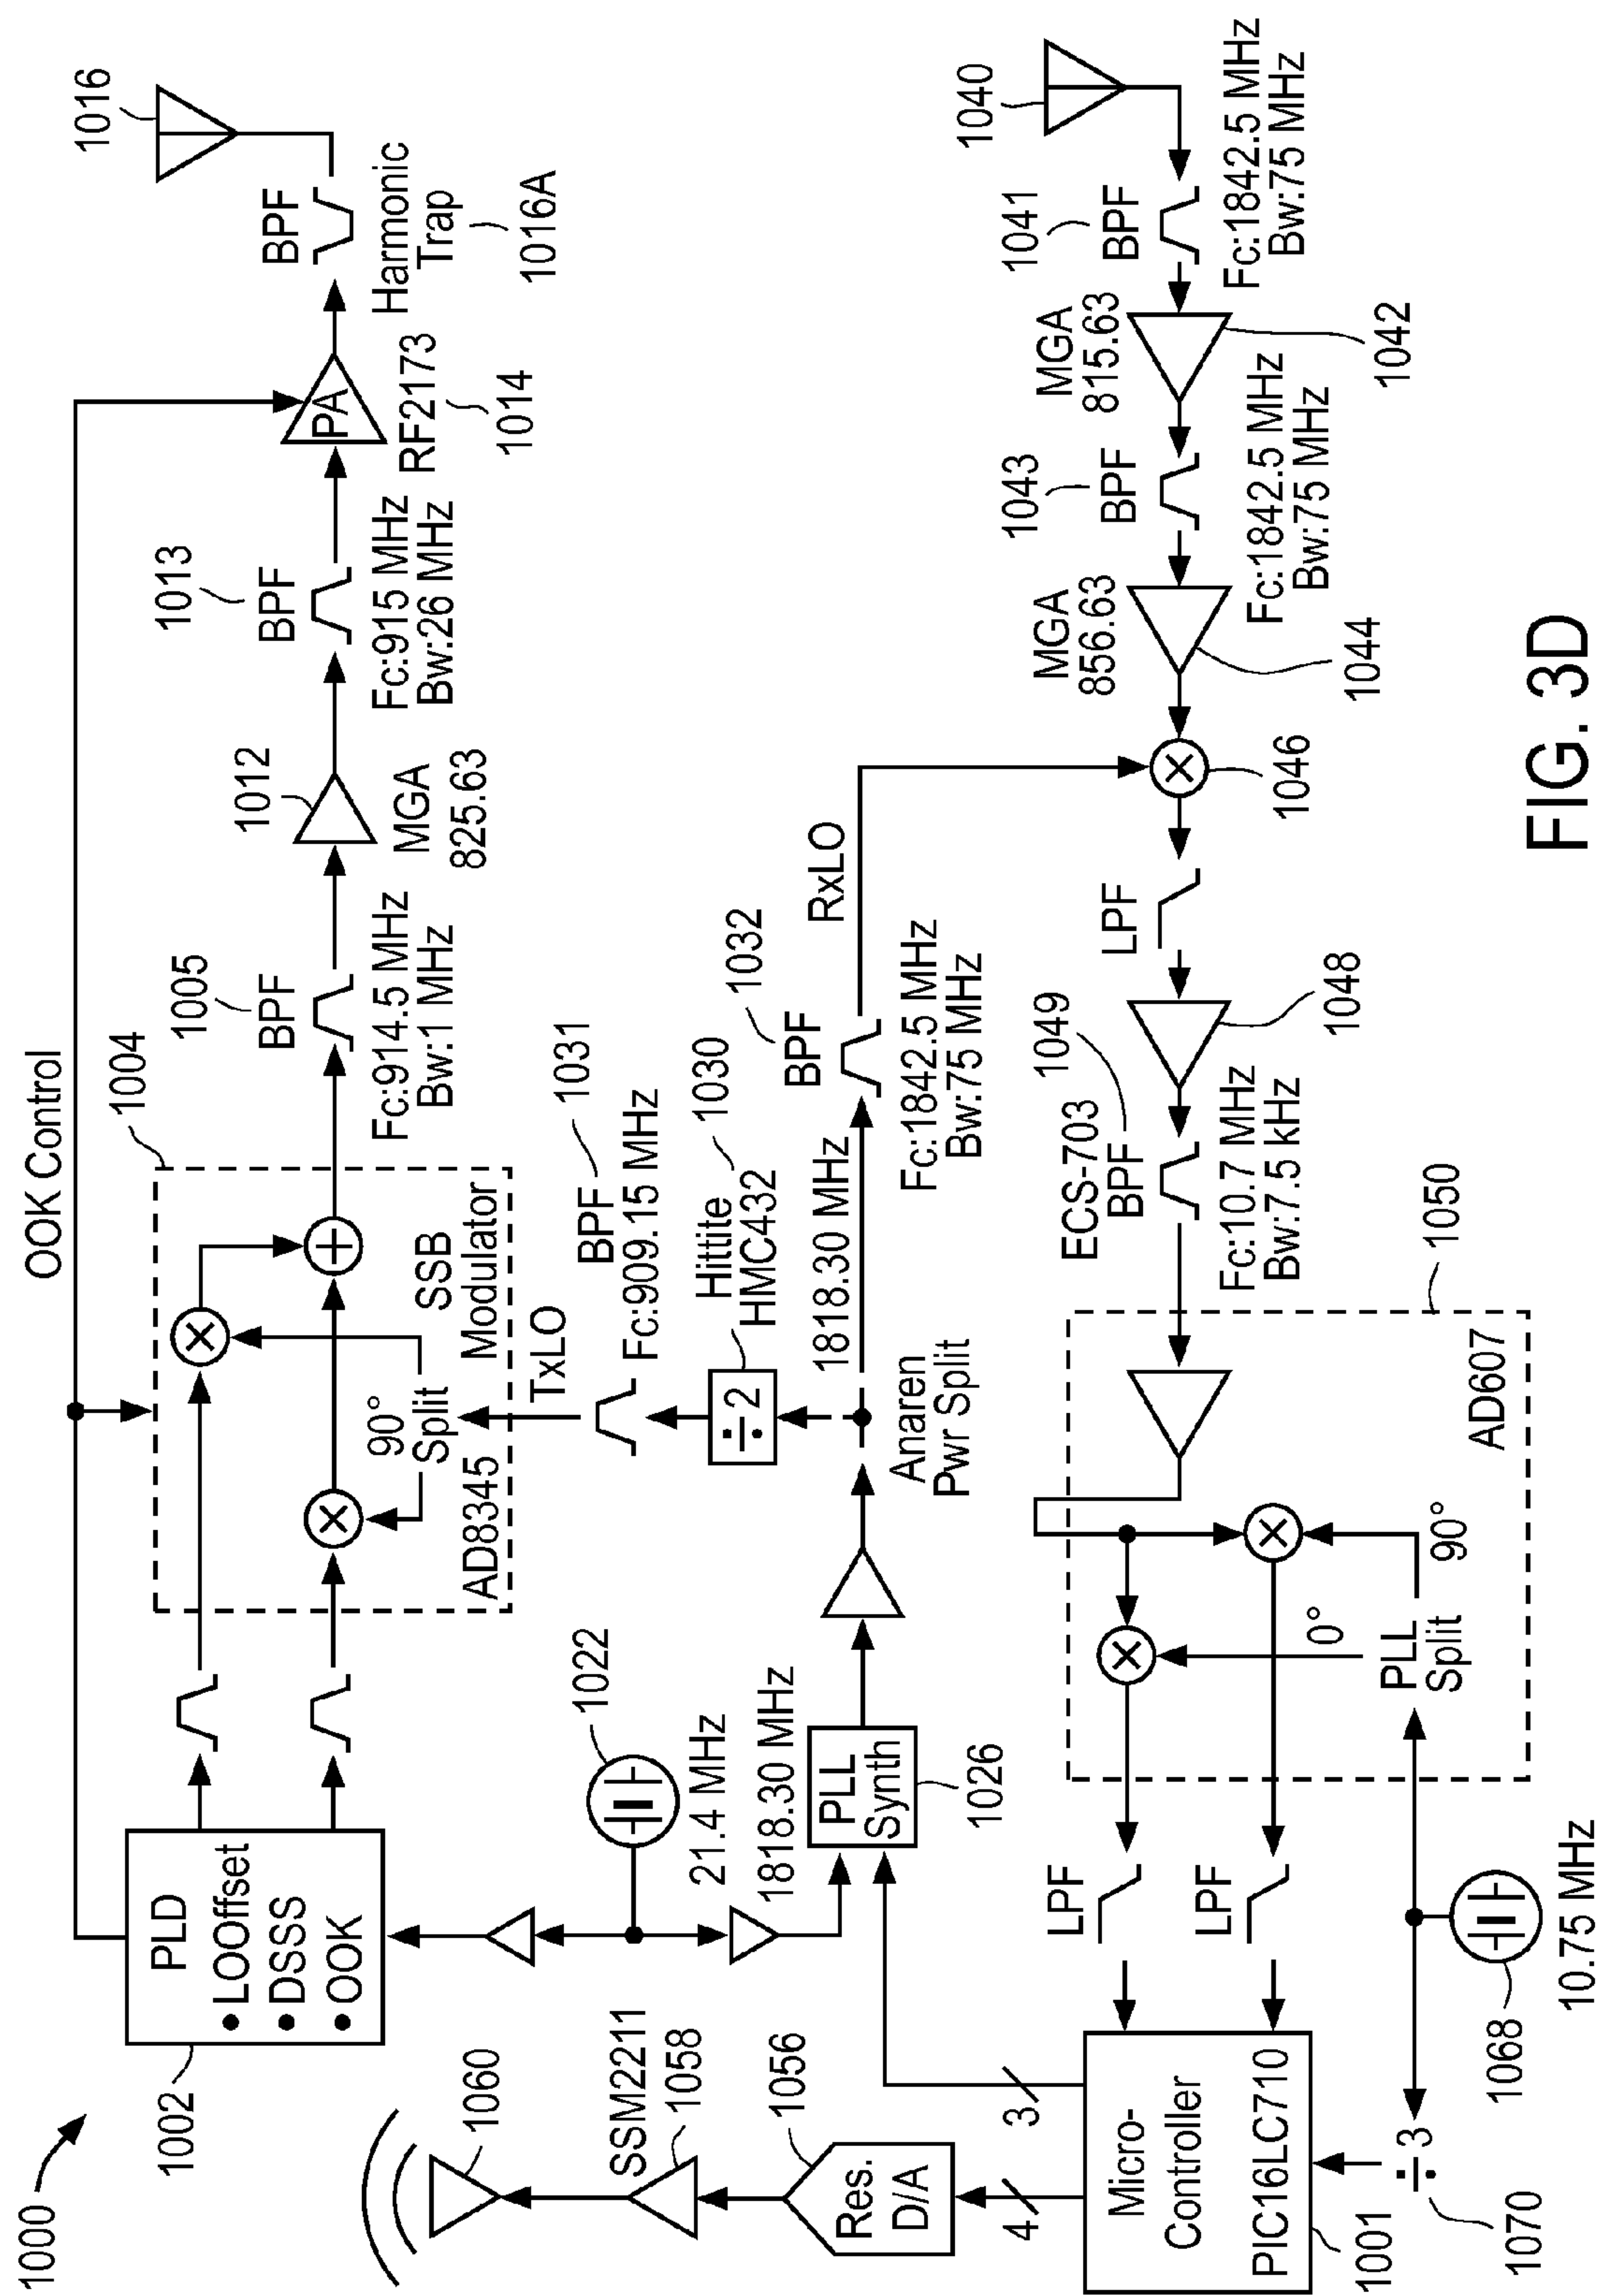 1000
1002
PLD
• LOOffset
• DSSS
• OOK
OOK Control
1004
90°
Split
SSB
Modulator
AD8345
1005
BPF
Fc:914.5 MHz
Bw:1 MHz
1012
MGA
825.63
1013
BPF
Fc:915 MHz
Bw:26 MHz
PA
RF2173
1014
BPF
Harmonic
Trap
1016A
1016
1022
21.4 MHz
1818.30 MHz
PLL
Synth
1026
Anaren
Pwr Split
÷2
Hittite
HMC432
1030
BPF
1031
Fc:909.15 MHz
TxLO
1818.30 MHz
BPF
1032
Fc:1842.5 MHz
Bw:75 MHz
RxLO
1040
1041
BPF
Fc:1842.5 MHz
Bw:75 MHz
MGA
815.63
1042
1043
BPF
Fc:1842.5 MHz
Bw:75 MHz
MGA
856.63
1044
1046
LPF
1048
1049
ECS-703
BPF
Fc:10.7 MHz
Bw:7.5 kHz
1050
AD607
90°
0°
PLL
Split
LPF
LPF
1068
10.75 MHz
÷3
1070
Micro-
Controller
PIC16LC710
1001
3
4
Res.
D/A
1056
SSM2211
1058
1060
FIG. 3D